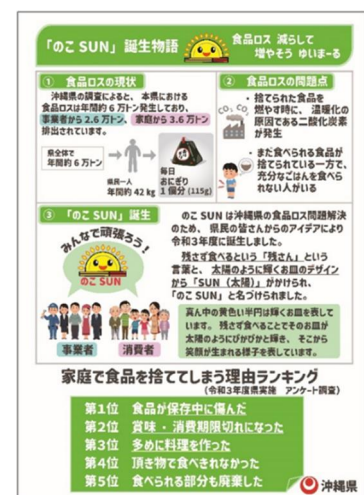 「のこ SUN」誕生物語
食品ロス 減らして
増やそう ゆいまーる
① 食品ロスの現状
沖縄県の調査によると、本県における
食品ロスは年間約6万トン発生しており、
事業者から2.6万トン、家庭から3.6万トン
排出されています。
県全体で
年間約6万トン
県民一人
年間約42kg
毎日
おにぎり
1個分(115g)
② 食品ロスの問題点
・捨てられた食品を
燃やす時に、温暖化の
原因である二酸化炭素
が発生
CO₂ CO₂
・まだ食べられる食品が
捨てられている一方で、
充分なごはんを食べら
れない人がいる
③ 「のこ SUN」誕生
みんなで頑張ろう!
のこ SUN
事業者
消費者
のこ SUN は沖縄県の食品ロス問題解決
のため、県民の皆さんからのアイデアにより
令和3年度に誕生しました。
残さず食べるという「残さん」という
言葉と、太陽のように輝くお皿のデザイン
から「SUN(太陽)」がかけられ、
「のこ SUN」と名づけられました。
真ん中の黄色い半円は輝くお皿を表して
います。残さず食べることでそのお皿が
太陽のようにぴかぴかと輝き、そこから
笑顔が生まれる様子を表しています。
家庭で食品を捨ててしまう理由ランキング
(令和3年度県実施 アンケート調査)
第1位 食品が保存中に傷んだ
第2位 賞味・消費期限切れになった
第3位 多めに料理を作った
第4位 頂き物で食べきれなかった
第5位 食べられる部分も廃棄した
沖縄県